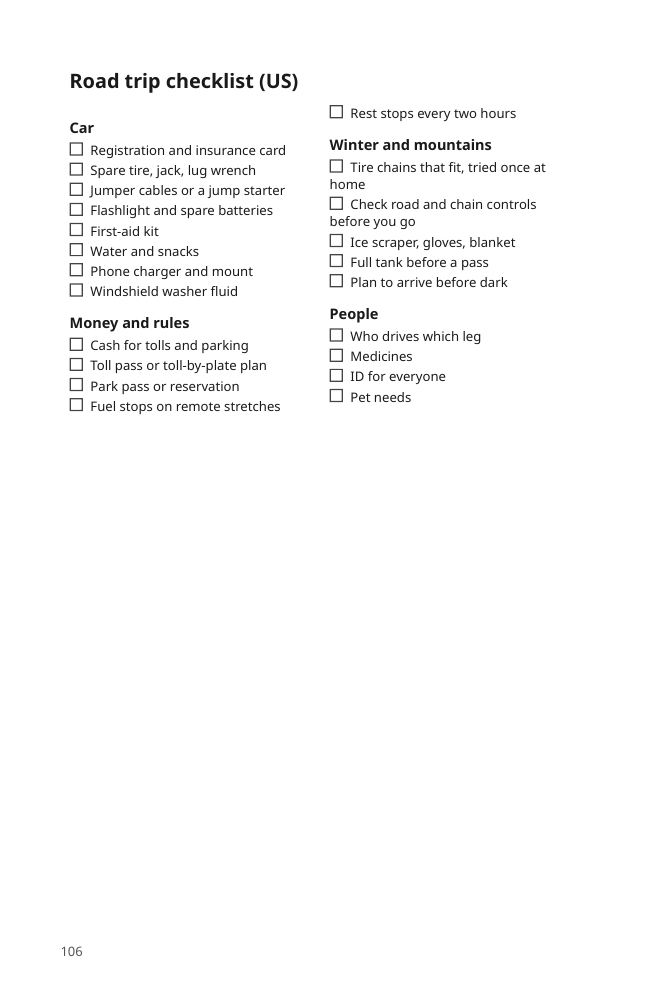 Road trip checklist (US)
Car
☐ Registration and insurance card
☐ Spare tire, jack, lug wrench
☐ Jumper cables or a jump starter
☐ Flashlight and spare batteries
☐ First-aid kit
☐ Water and snacks
☐ Phone charger and mount
☐ Windshield washer fluid
Money and rules
☐ Cash for tolls and parking
☐ Toll pass or toll-by-plate plan
☐ Park pass or reservation
☐ Fuel stops on remote stretches
☐ Rest stops every two hours
Winter and mountains
☐ Tire chains that fit, tried once at
home
☐ Check road and chain controls
before you go
☐ Ice scraper, gloves, blanket
☐ Full tank before a pass
☐ Plan to arrive before dark
People
☐ Who drives which leg
☐ Medicines
☐ ID for everyone
☐ Pet needs
106